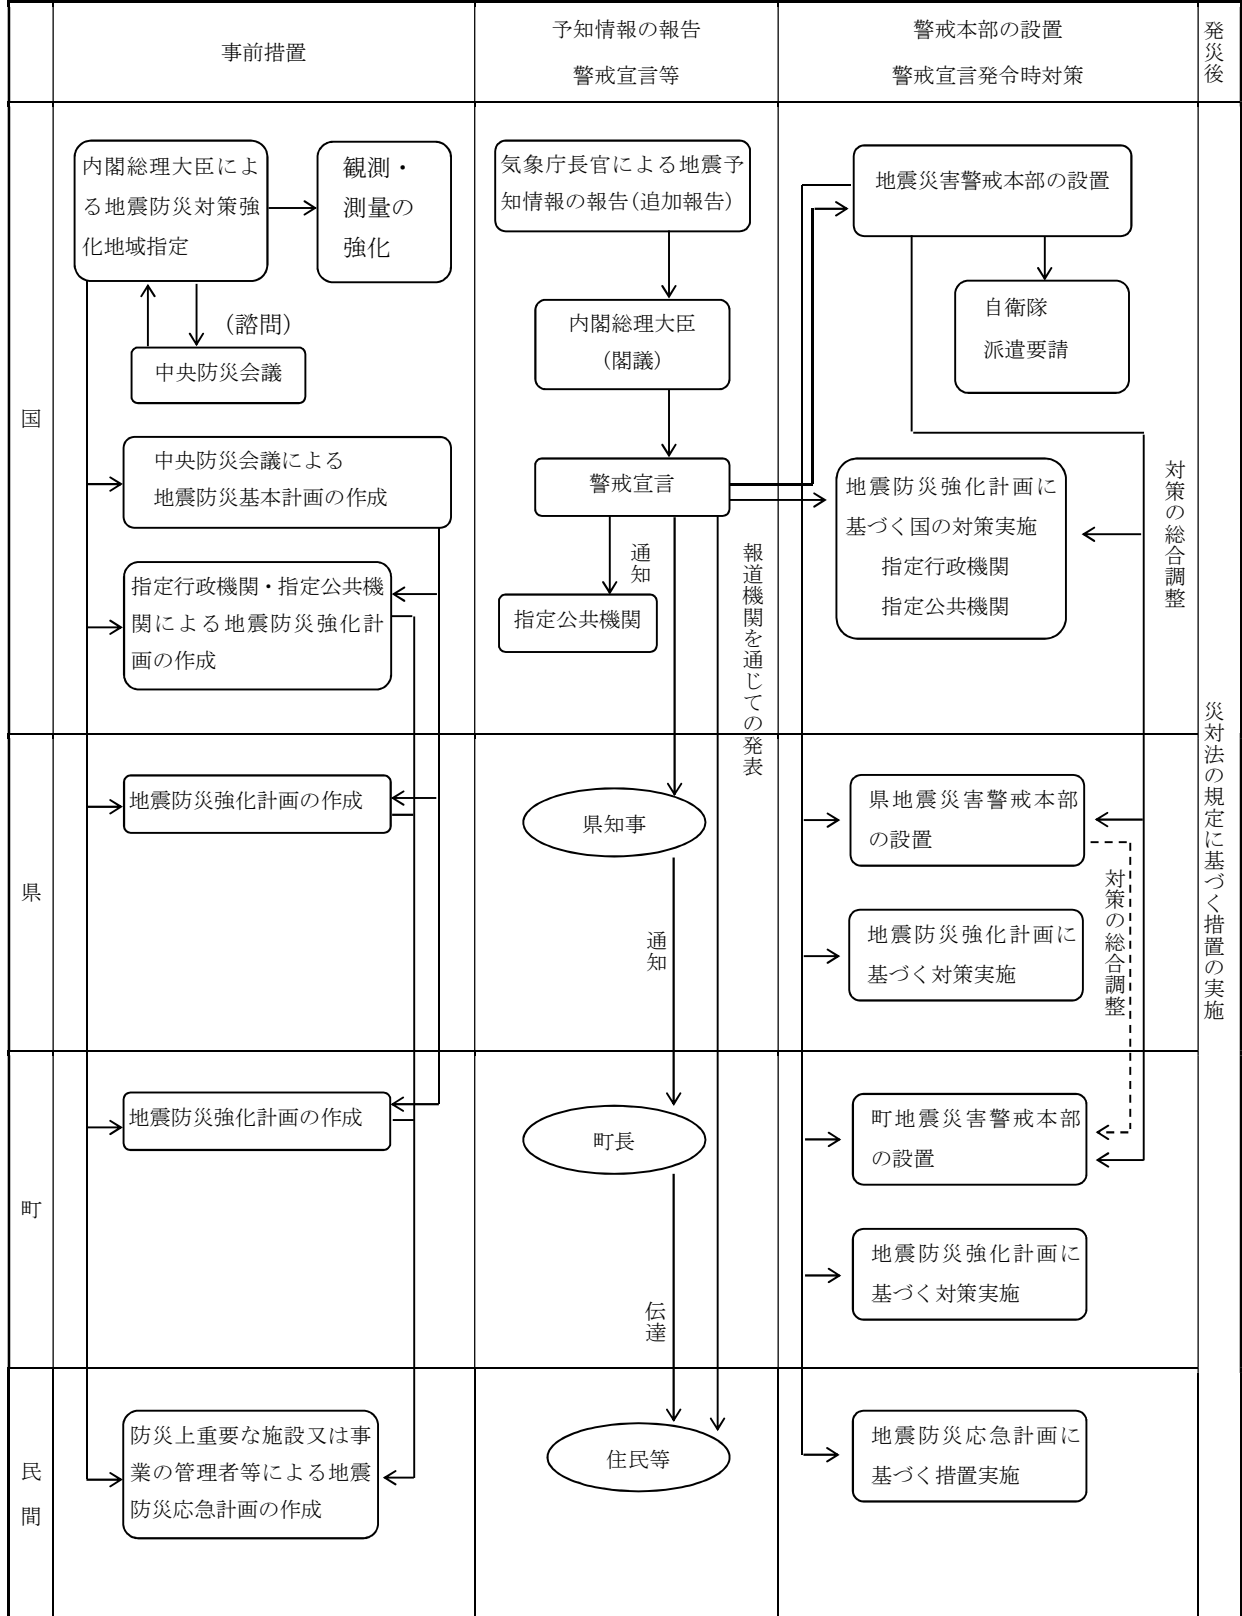 事前措置
予知情報の報告
警戒宣言等
警戒本部の設置
警戒宣言発令時対策
発災後
国
内閣総理大臣によ
る地震防災対策強
化地域指定
観測・
測量の
強化
（諮問）
中央防災会議
中央防災会議による
地震防災基本計画の作成
指定行政機関・指定公共機
関による地震防災強化計
画の作成
気象庁長官による地震予
知情報の報告（追加報告）
内閣総理大臣
（閣議）
警戒宣言
通知
指定公共機関
報道機関を通じての発表
地震災害警戒本部の設置
自衛隊
派遣要請
地震防災強化計画に
基づく国の対策実施
指定行政機関
指定公共機関
対策の総合調整
災対法の規定に基づく措置の実施
県
地震防災強化計画の作成
県知事
通知
県地震災害警戒本部
の設置
地震防災強化計画に
基づく対策実施
対策の総合調整
町
地震防災強化計画の作成
町長
伝達
町地震災害警戒本部
の設置
地震防災強化計画に
基づく対策実施
民
間
防災上重要な施設又は事
業の管理者等による地震
防災応急計画の作成
住民等
地震防災応急計画に
基づく措置実施